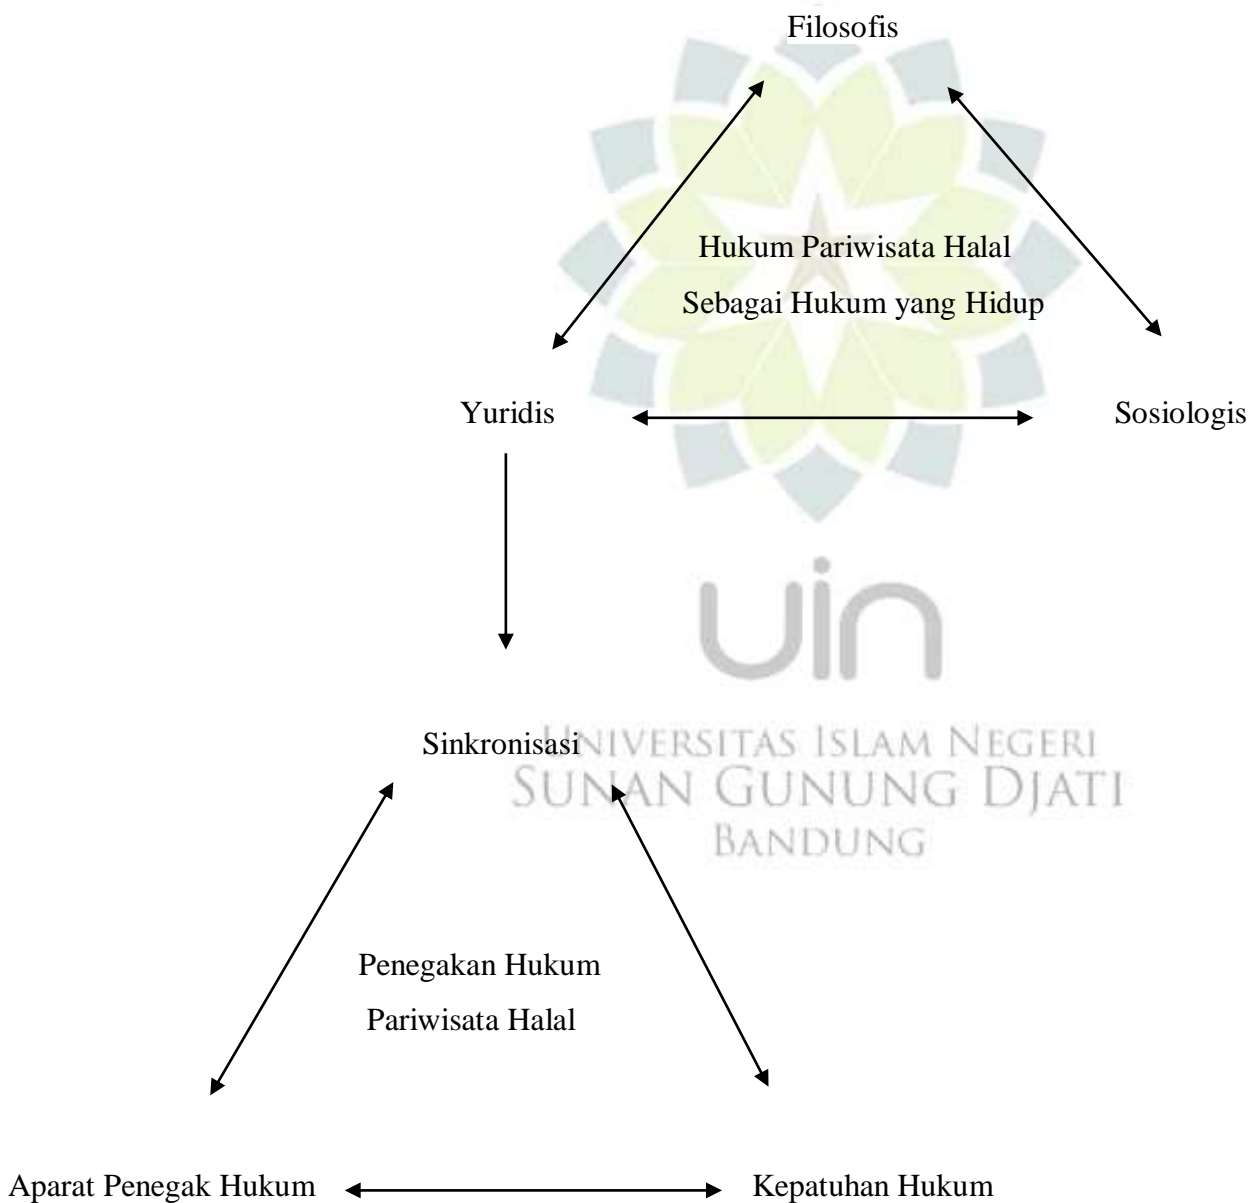 Filosofis
Hukum Pariwisata Halal
Sebagai Hukum yang Hidup
Yuridis
Sosiologis
uin
Sinkronisasi
UNIVERSITAS ISLAM NEGERI
SUNAN GUNUNG DJATI
BANDUNG
Penegakan Hukum
Pariwisata Halal
Aparat Penegak Hukum
Kepatuhan Hukum